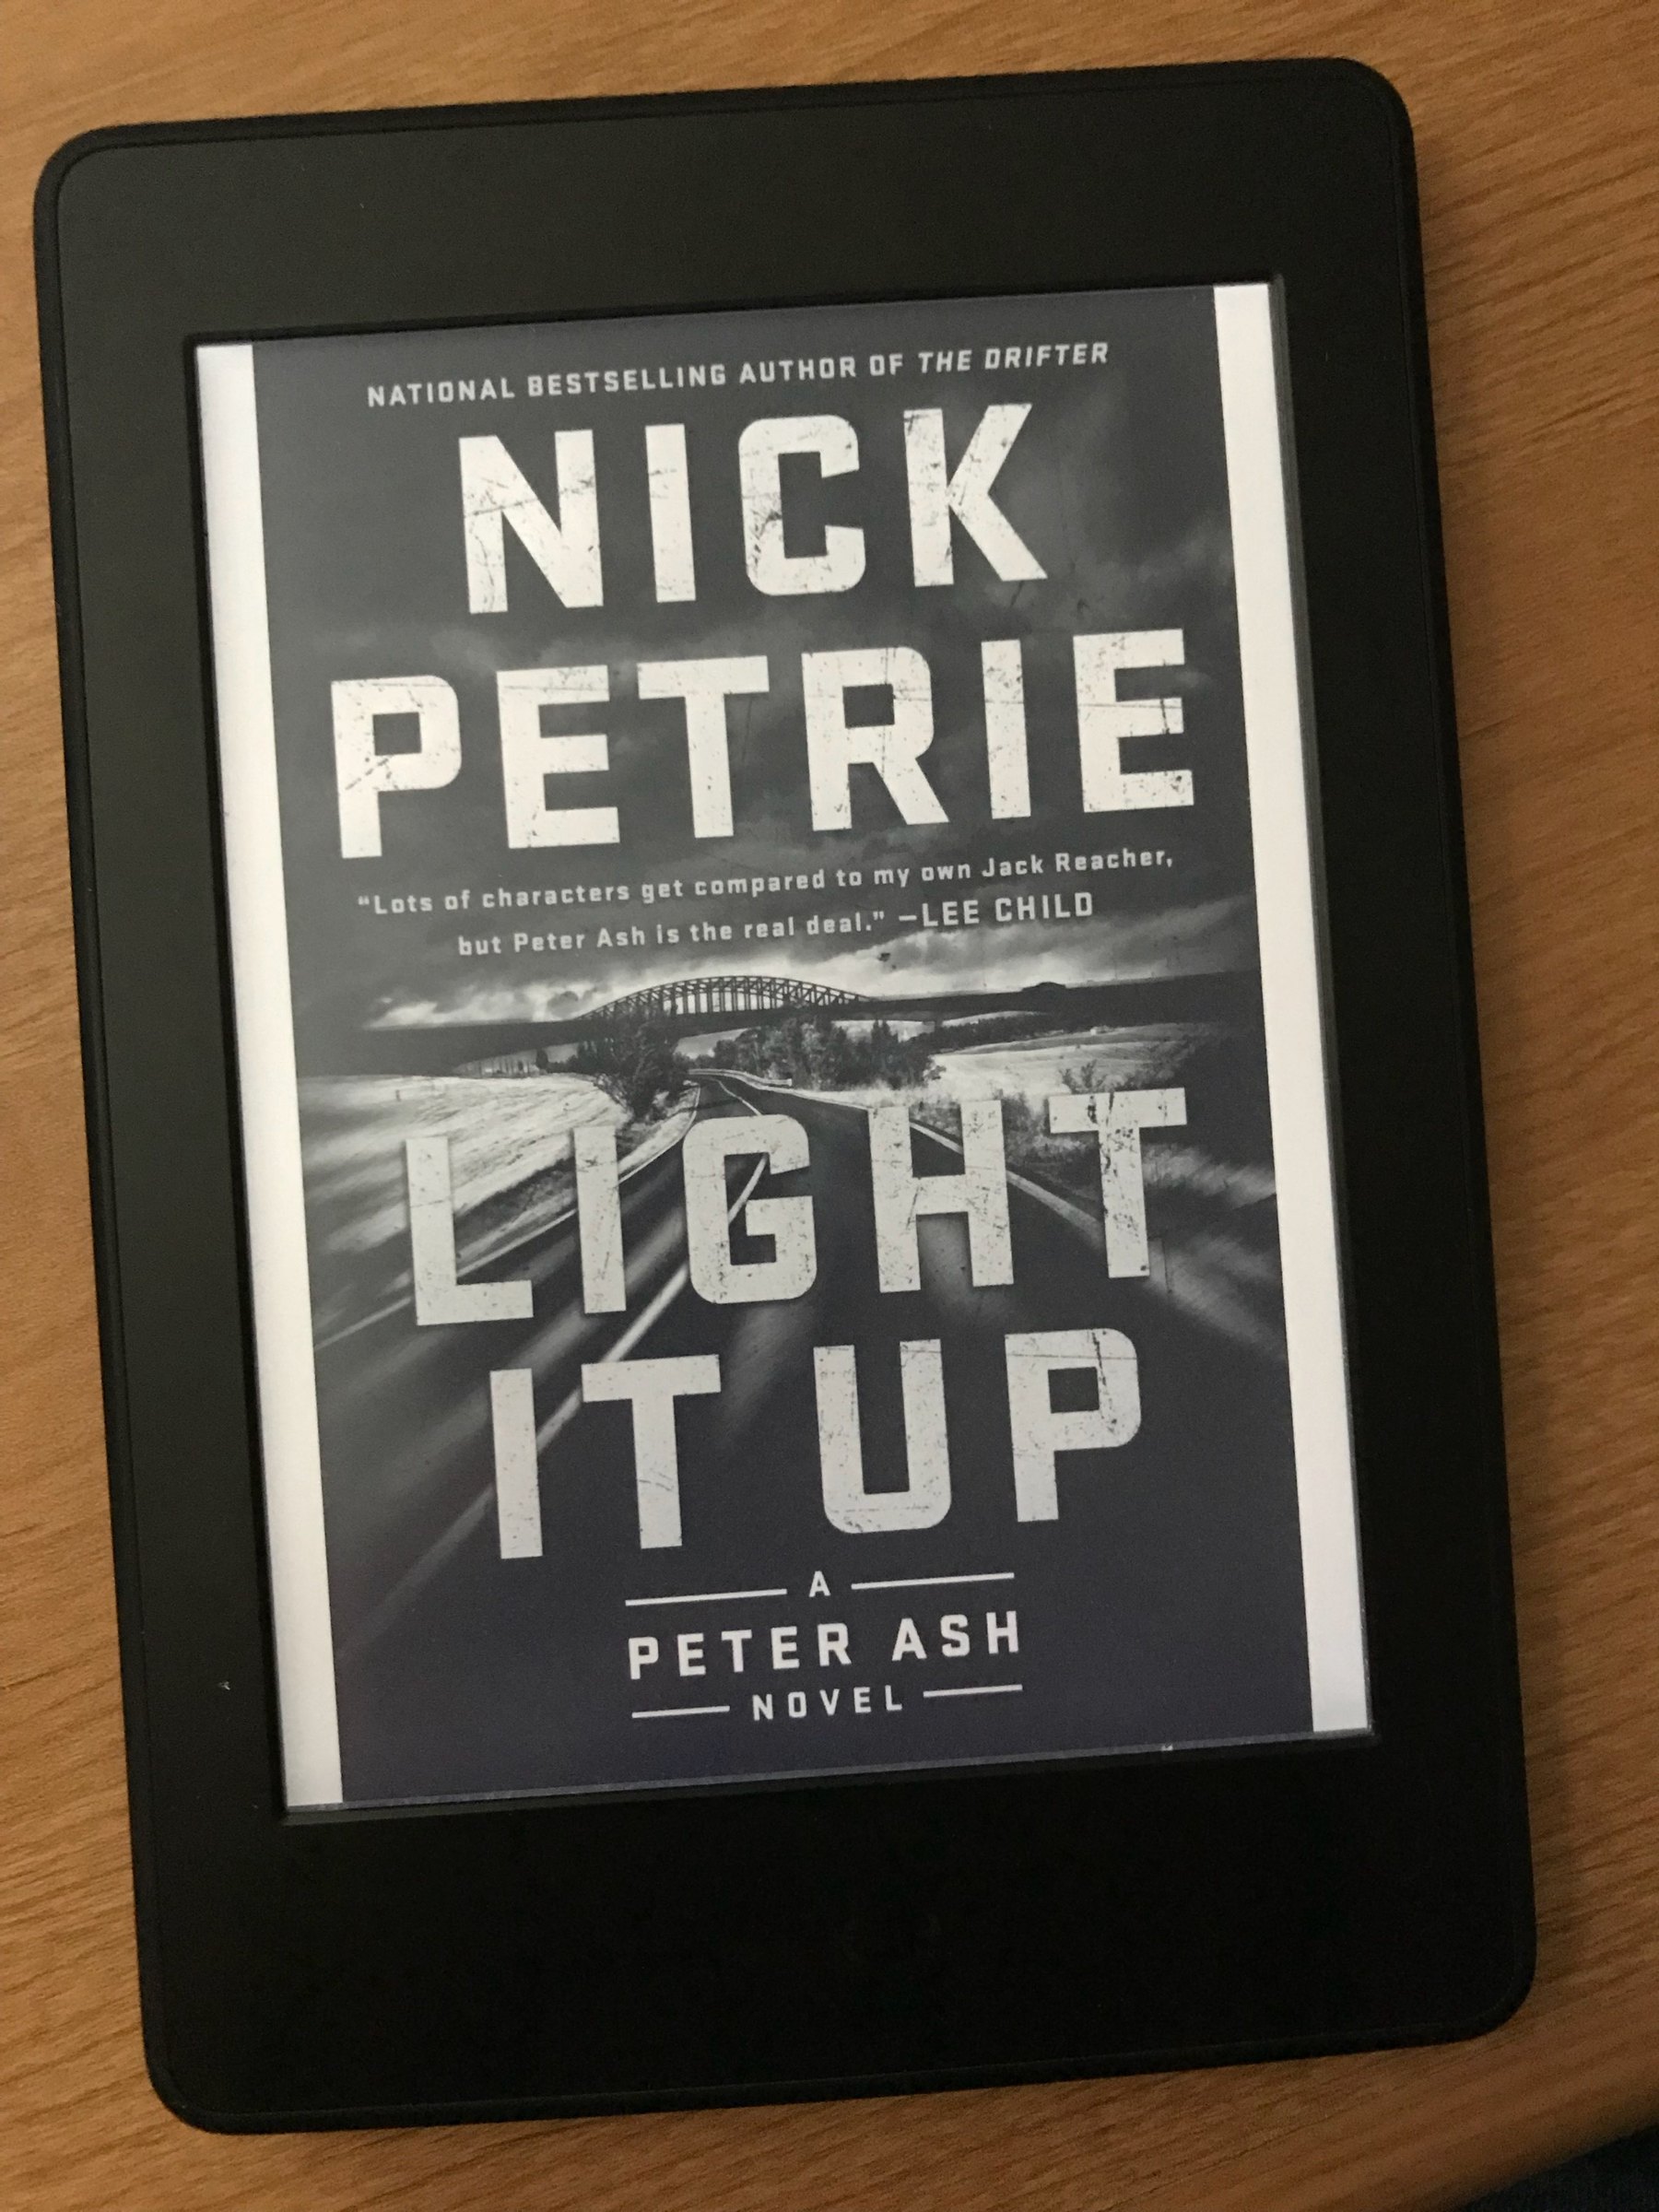 NATIONAL BESTSELLING AUTHOR OF THE DRIFTER
NICK
PETRIE
“Lots of characters get compared to my own Jack Reacher,
but Peter Ash is the real deal.” —LEE CHILD
LIGHT
IT UP
A
PETER ASH
NOVEL